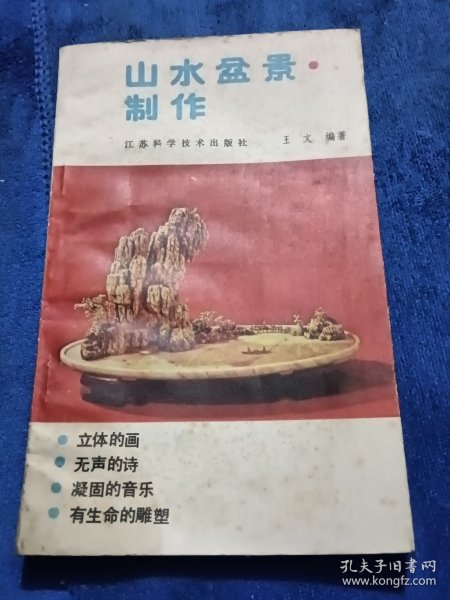 山水盆景·
制作
江苏科学技术出版社 王文 编著
立体的画
无声的诗
凝固的音乐
有生命的雕塑
孔夫子旧书网
www.kongfz.com